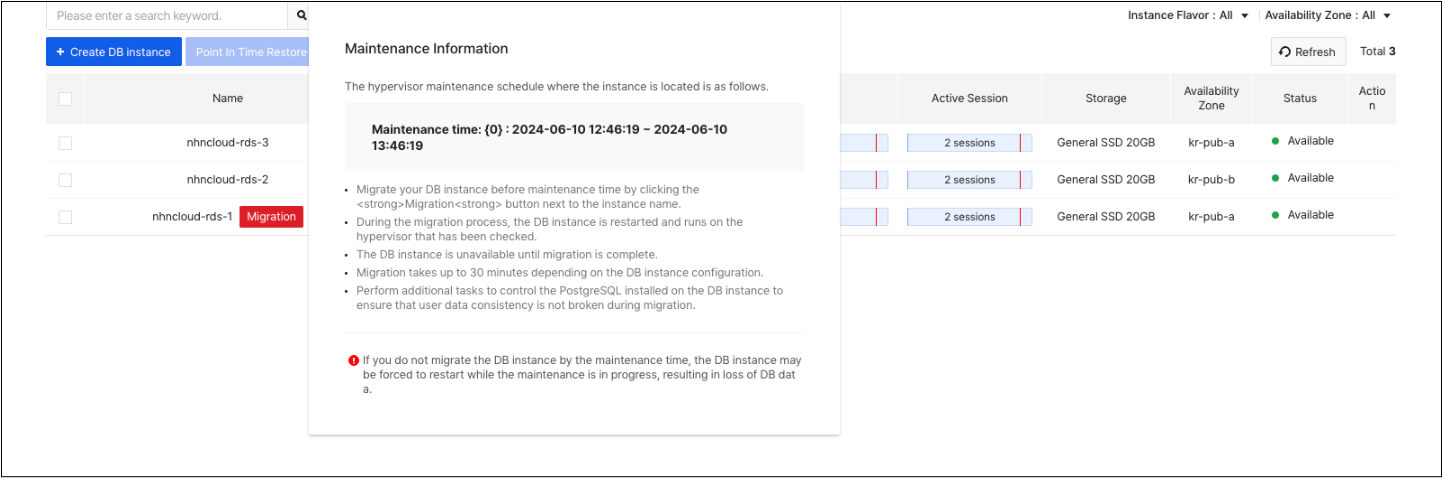 Please enter a search keyword.
Instance Flavor : All
Availability Zone : All
+ Create DB instance
Point In Time Restore
Refresh
Total 3
Name
Active Session
Storage
Availability
Zone
Status
Actio
n
nhncloud-rds-3
2 sessions
General SSD 20GB
kr-pub-a
Available
nhncloud-rds-2
2 sessions
General SSD 20GB
kr-pub-b
Available
nhncloud-rds-1
Migration
2 sessions
General SSD 20GB
kr-pub-a
Available
Maintenance Information
The hypervisor maintenance schedule where the instance is located is as follows.
Maintenance time: {0} : 2024-06-10 12:46:19 ~ 2024-06-10
13:46:19
• Migrate your DB instance before maintenance time by clicking the
<strong>Migration<strong> button next to the instance name.
• During the migration process, the DB instance is restarted and runs on the
hypervisor that has been checked.
• The DB instance is unavailable until migration is complete.
• Migration takes up to 30 minutes depending on the DB instance configuration.
• Perform additional tasks to control the PostgreSQL installed on the DB instance to
ensure that user data consistency is not broken during migration.
If you do not migrate the DB instance by the maintenance time, the DB instance may
be forced to restart while the maintenance is in progress, resulting in loss of DB dat
a.